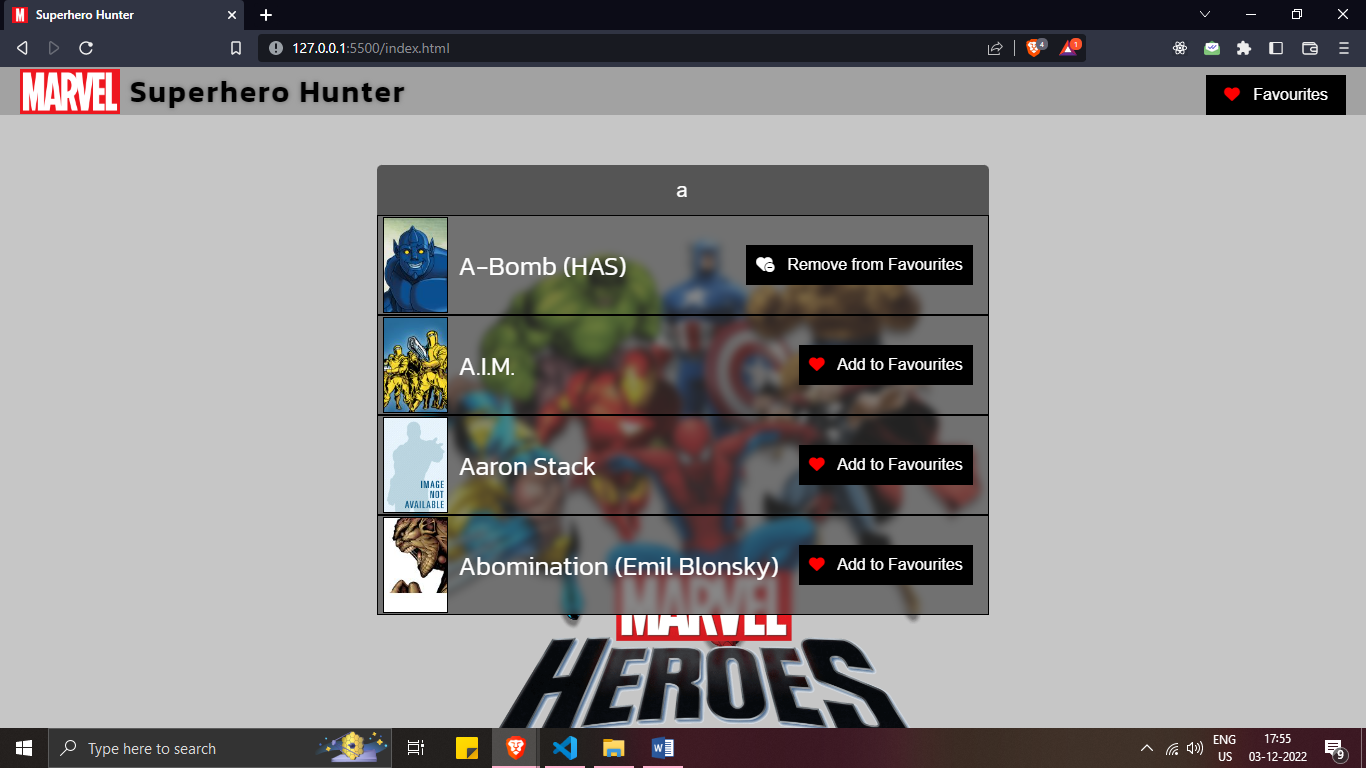 Superhero Hunter
127.0.0.1:5500/index.html
4
1
MARVEL Superhero Hunter
Favourites
a
A-Bomb (HAS)
Remove from Favourites
A.I.M.
Add to Favourites
IMAGE
NOT
AVAILABLE
Aaron Stack
Add to Favourites
Abomination (Emil Blonsky)
Add to Favourites
MARVEL
HEROES
Type here to search
ENG
US
17:55
03-12-2022
9